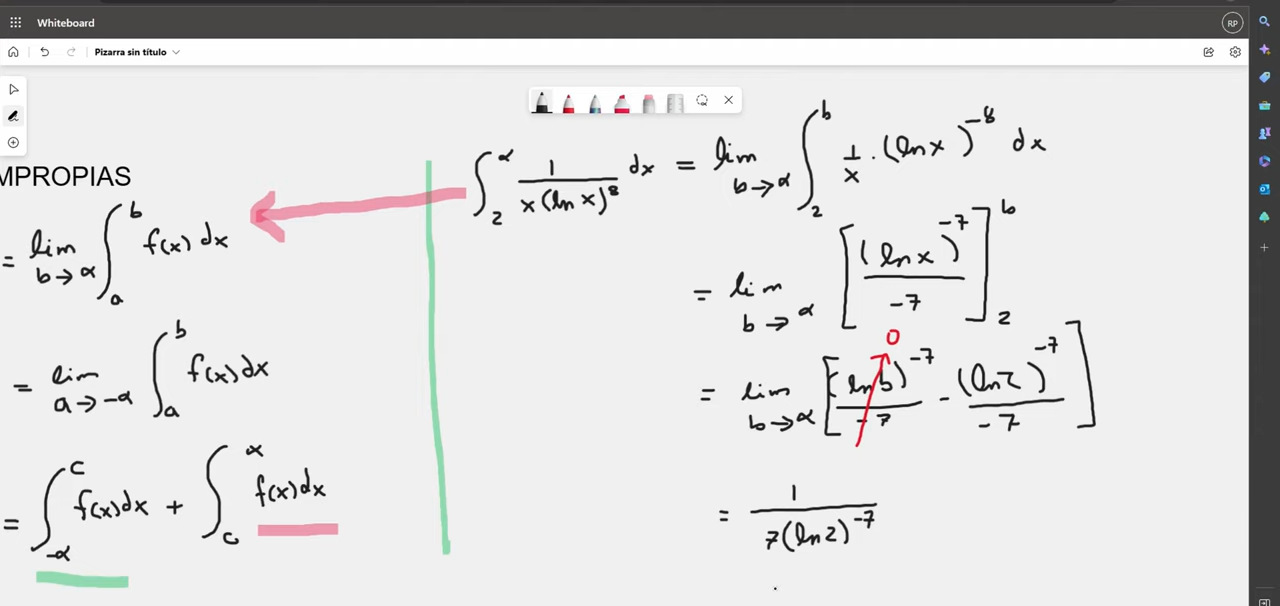 Whiteboard
RP
Pizarra sin título
MPROPIAS
= lim b→∝ ∫_a^b f(x) dx
= lim a→-∝ ∫_a^b f(x)dx
= ∫_-∝^c f(x)dx + ∫_c^∝ f(x)dx
∫_2^∝ 1/(x(ln x)^8) dx = lim b→∝ ∫_2^b 1/x · (ln x)^-8 dx
= lim b→∝ [(ln x)^-7/-7]_2^b
0
= lim b→∝ [(ln b)^-7/-7 - (ln 2)^-7/-7]
= 1/(7(ln 2)^-7)